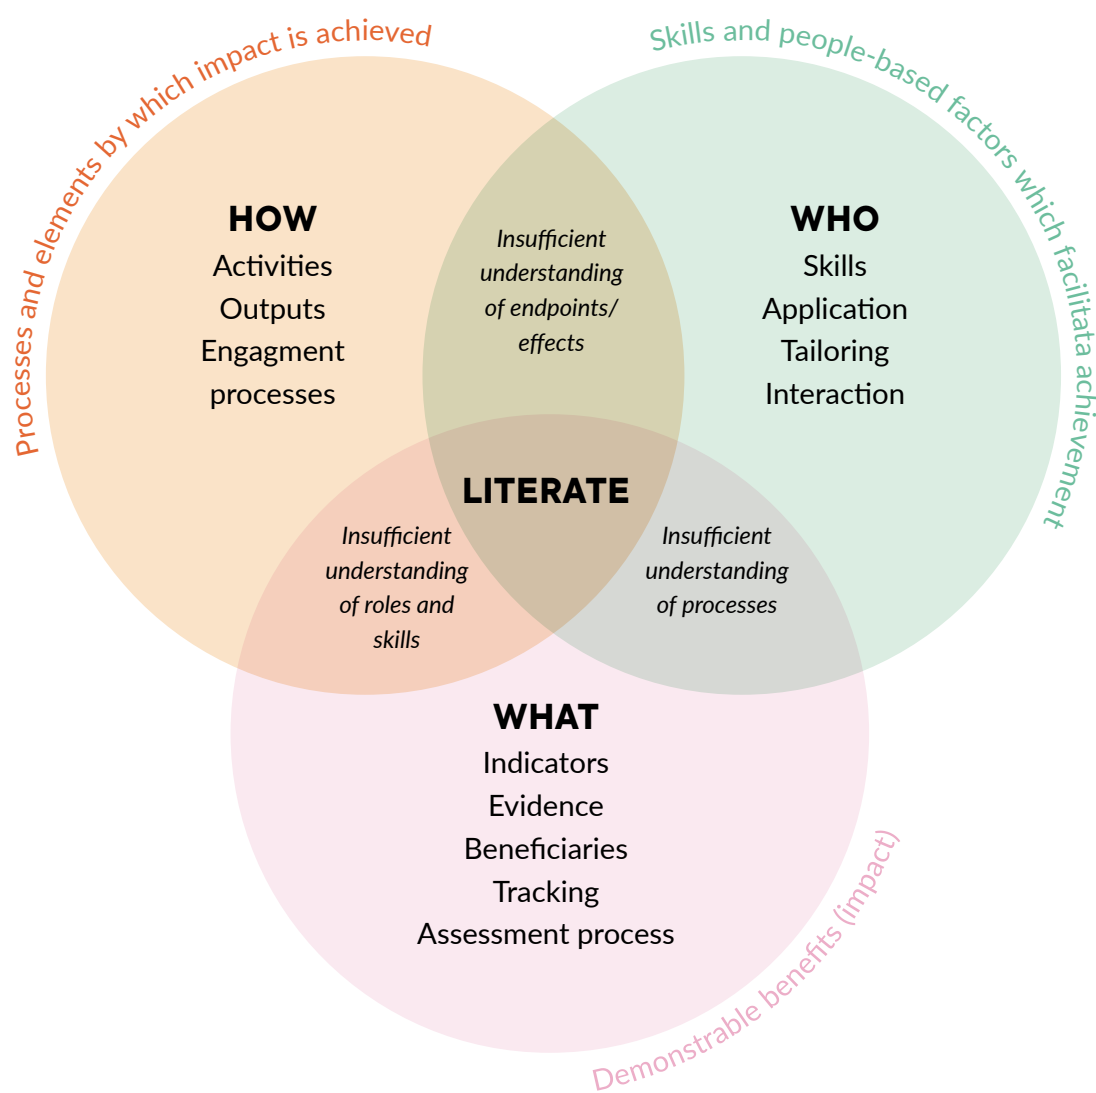 Processes and elements by which impact is achieved
Skills and people-based factors which facilitata achievement
HOW
Activities
Outputs
Engagment
processes
Insufficient
understanding
of endpoints/
effects
WHO
Skills
Application
Tailoring
Interaction
LITERATE
Insufficient
understanding
of roles and
skills
Insufficient
understanding
of processes
WHAT
Indicators
Evidence
Beneficiaries
Tracking
Assessment process
Demonstrable benefits (impact)